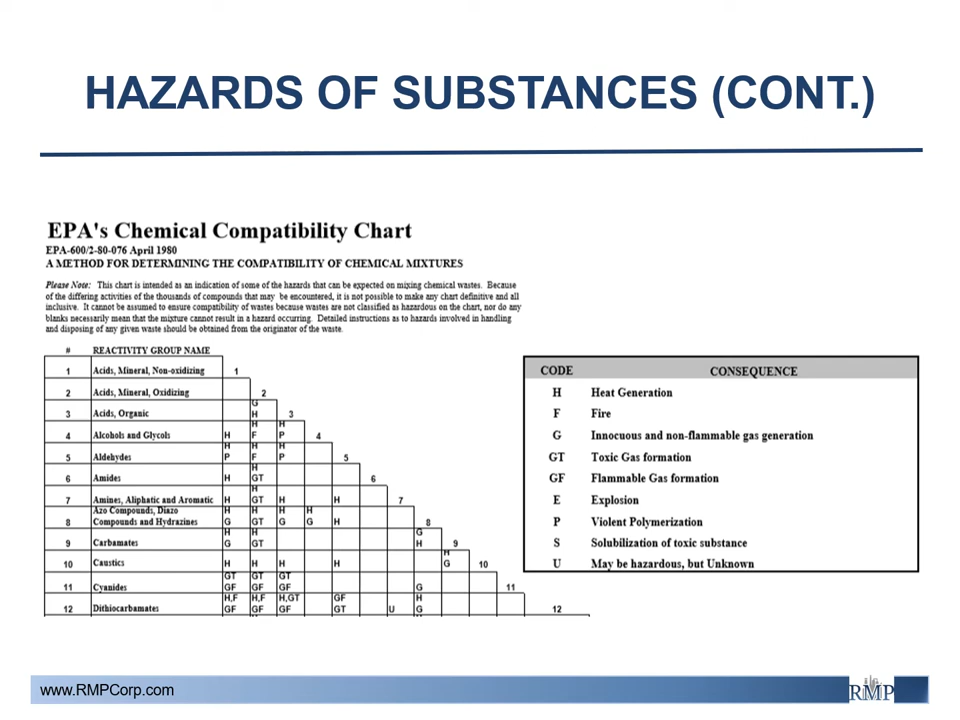 HAZARDS OF SUBSTANCES (CONT.)
EPA's Chemical Compatibility Chart
EPA-600/2-80-076 April 1980
A METHOD FOR DETERMINING THE COMPATIBILITY OF CHEMICAL MIXTURES
Please Note: This chart is intended as an indication of some of the hazards that can be expected on mixing chemical wastes. Because
of the differing activities of the thousands of compounds that may be encountered, it is not possible to make any chart definitive and all
inclusive. It cannot be assumed to ensure compatibility of wastes because wastes are not classified as hazardous on the chart, nor do any
blanks necessarily mean that the mixture cannot result in a hazard occurring. Detailed instructions as to hazards involved in handling
and disposing of any given waste should be obtained from the originator of the waste.
# REACTIVITY GROUP NAME
1 Acids, Mineral, Non-oxidizing 1
2 Acids, Mineral, Oxidizing 2
G
3 Acids, Organic H 3
H H
4 Alcohols and Glycols H F P 4
H H H
5 Aldehydes P F P 5
H
6 Amides H GT 6
H
7 Amines, Aliphatic and Aromatic H GT H H 7
Azo Compounds, Diazo H H H H
8 Compounds and Hydrazines G GT G G H 8
H H G
9 Carbamates G GT H 9
H
10 Caustics H H H H G 10
GT GT GT
11 Cyanides GF GF GF G 11
H,F H,F H,GT GF H
12 Dithiocarbamates GF GF GF GT U G 12
CODE CONSEQUENCE
H Heat Generation
F Fire
G Innocuous and non-flammable gas generation
GT Toxic Gas formation
GF Flammable Gas formation
E Explosion
P Violent Polymerization
S Solubilization of toxic substance
U May be hazardous, but Unknown
www.RMPCorp.com
RMP